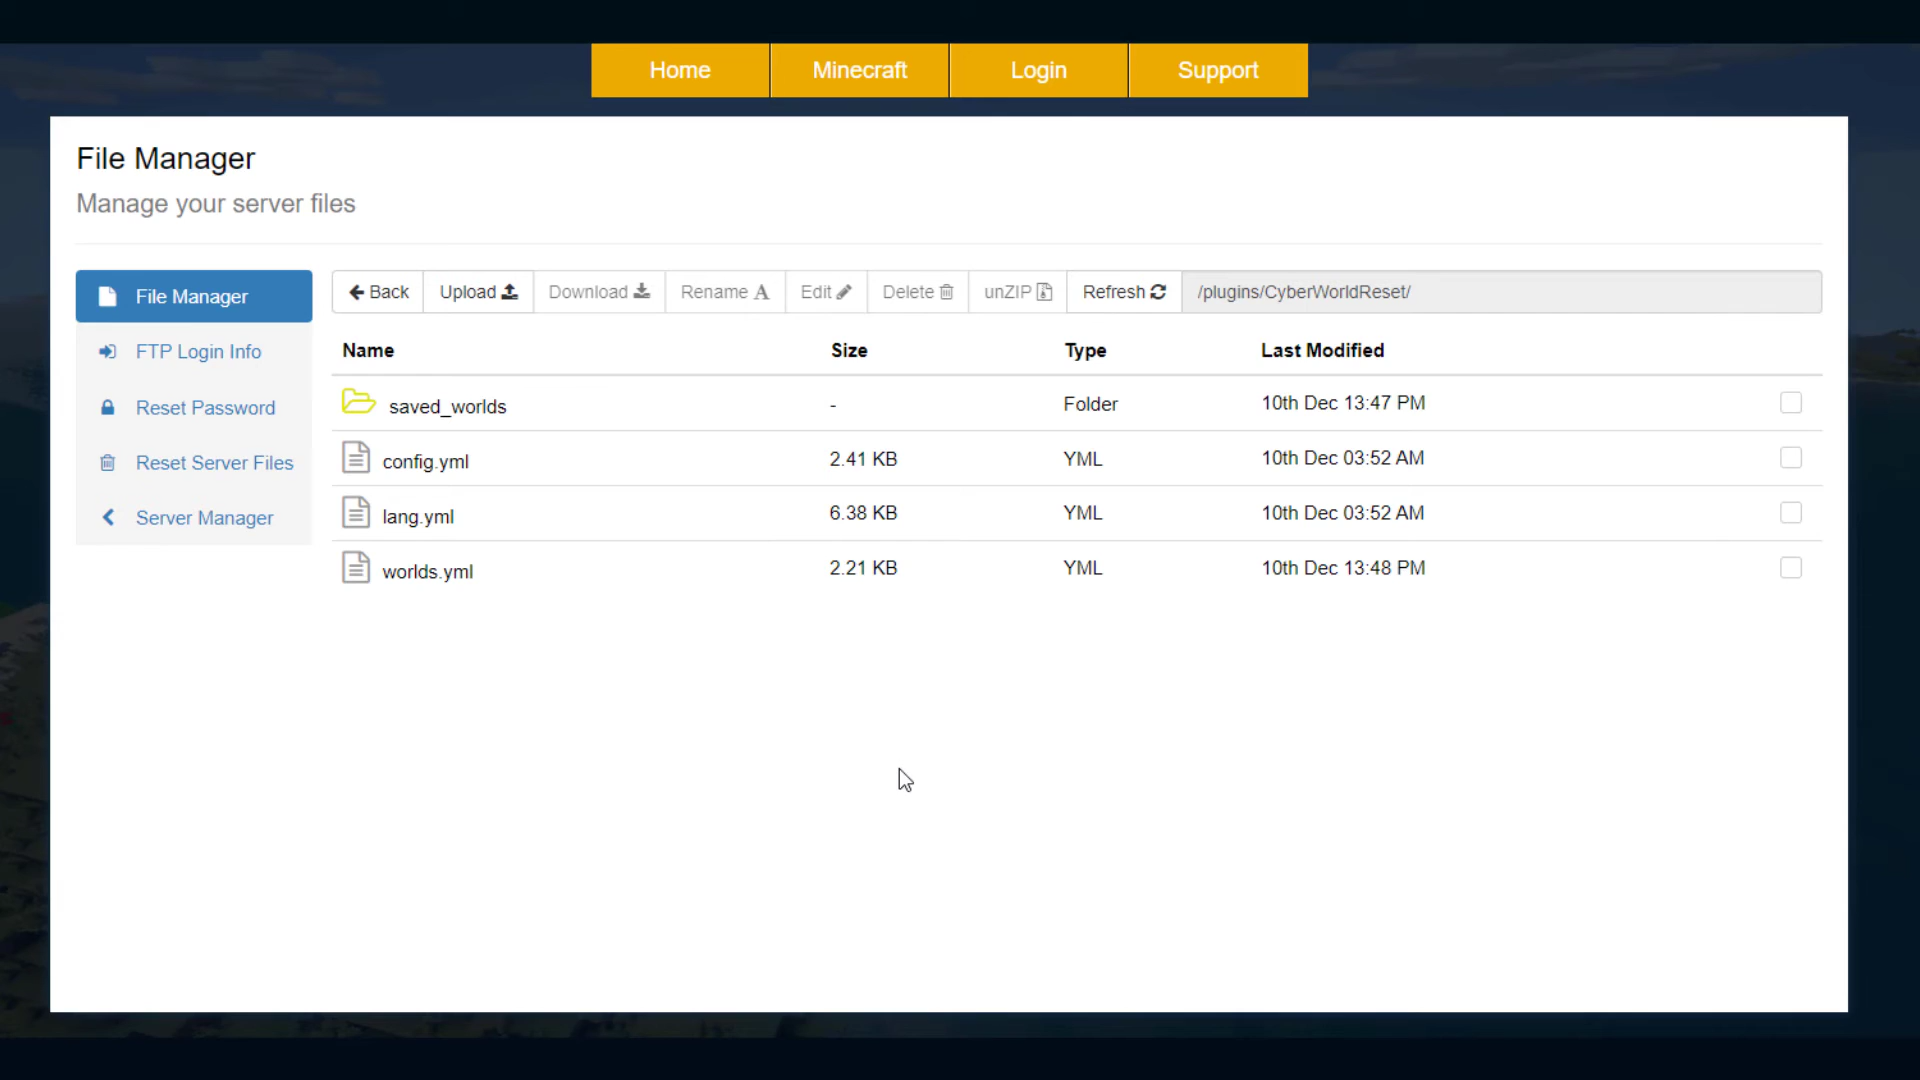 Home Minecraft Login Support
File Manager
Manage your server files
File Manager
FTP Login Info
Reset Password
Reset Server Files
Server Manager
Back Upload Download Rename Edit Delete unZIP Refresh /plugins/CyberWorldReset/
Name Size Type Last Modified
saved_worlds - Folder 10th Dec 13:47 PM
config.yml 2.41 KB YML 10th Dec 03:52 AM
lang.yml 6.38 KB YML 10th Dec 03:52 AM
worlds.yml 2.21 KB YML 10th Dec 13:48 PM